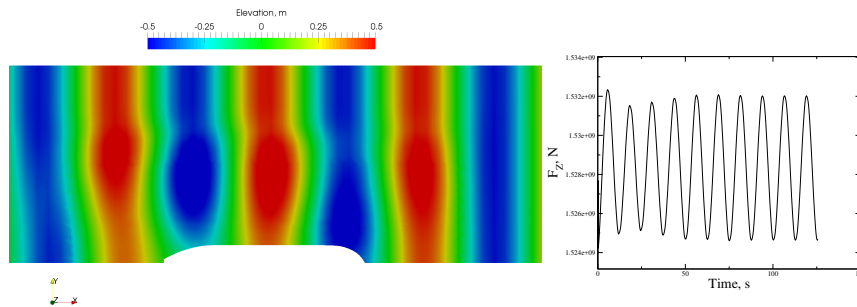 Elevation, m
-0.5 -0.25 0 0.25 0.5
Y
Z X
1.534e+09
1.532e+09
1.53e+09
1.528e+09
1.526e+09
1.524e+09
F_Z, N
0 50 100
Time, s